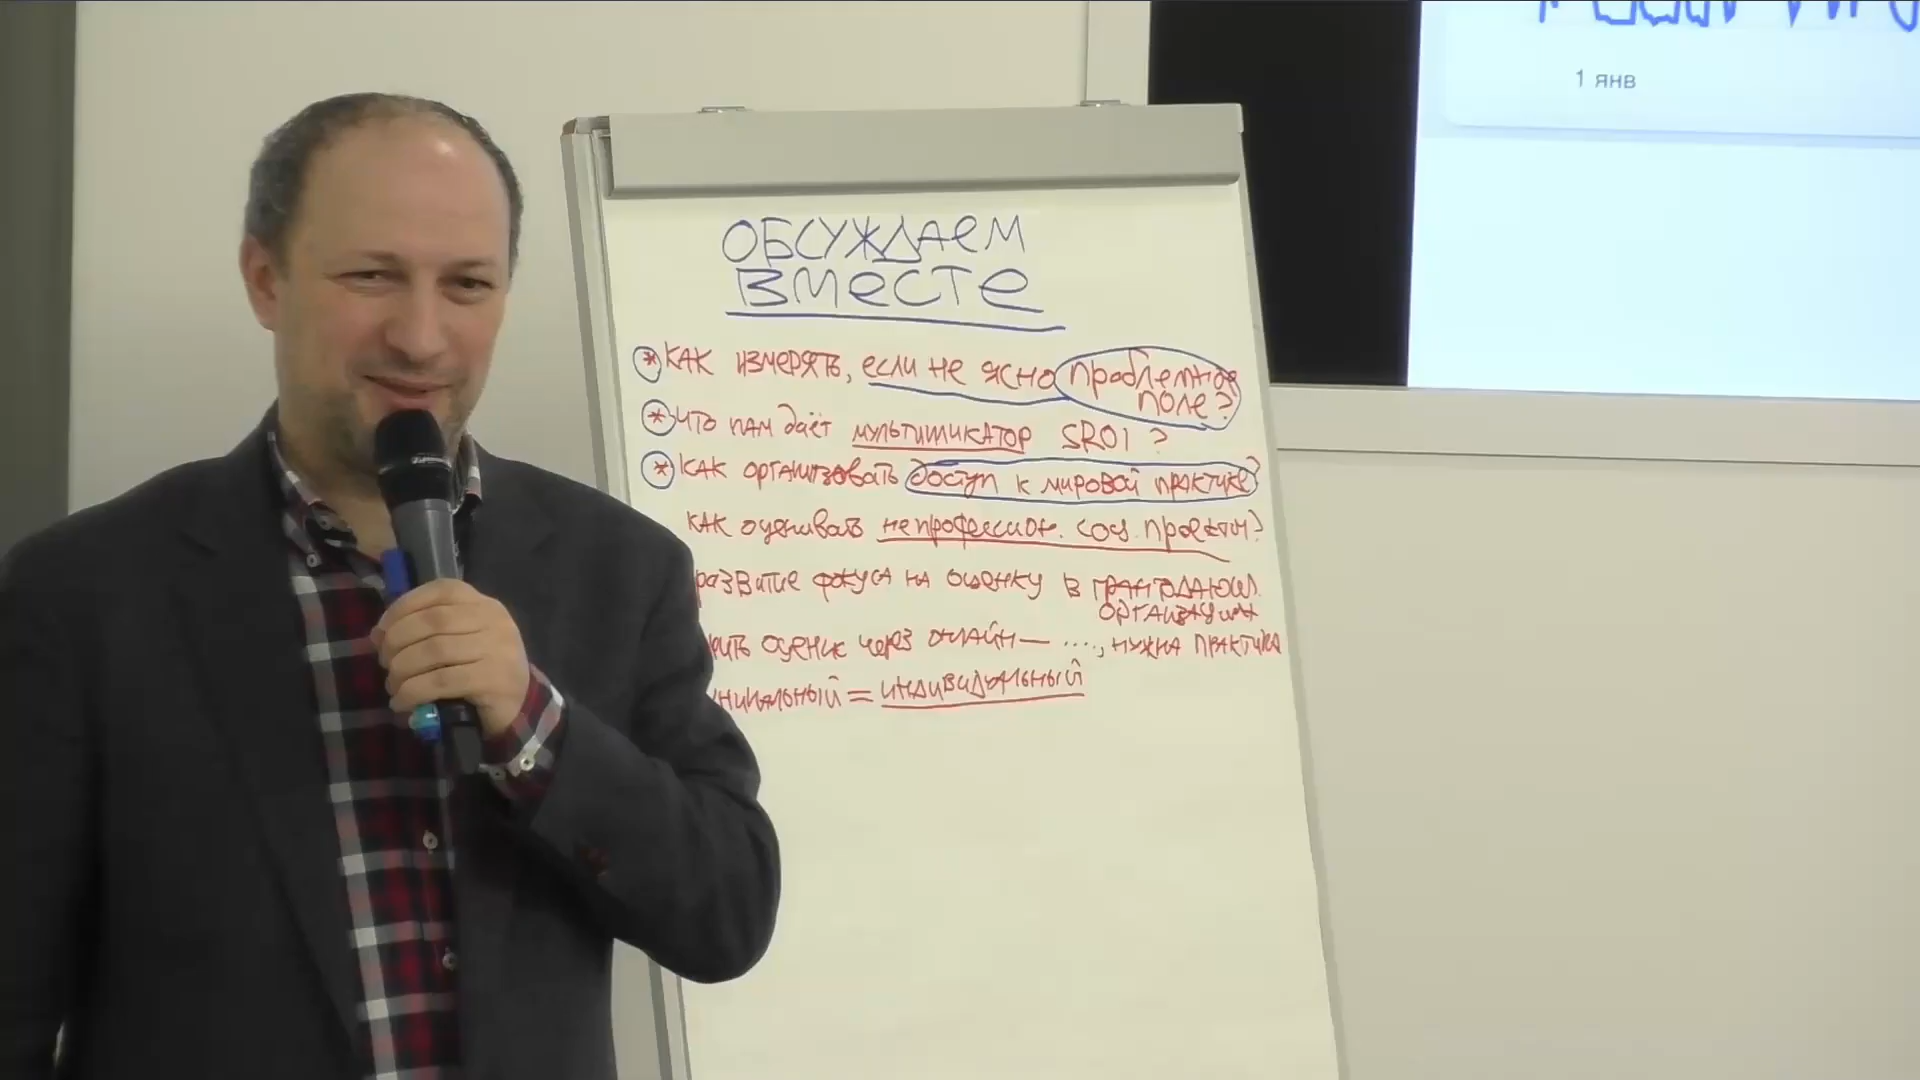 1 янв
ОБСУЖДАЕМ
ВМЕСТЕ
* КАК ИЗМЕРЯТЬ, если не ясно проблемное
поле?
* ЧТО нам даёт мультипликатор SROI ?
* КАК организовать доступ к мировой практике?
КАК оценивать непрофессион. соц. проекты?
развитие фокуса на оценку в грантодающ.
организациях
оценке через онлайн — ...., нужна практика
= индивидуальный